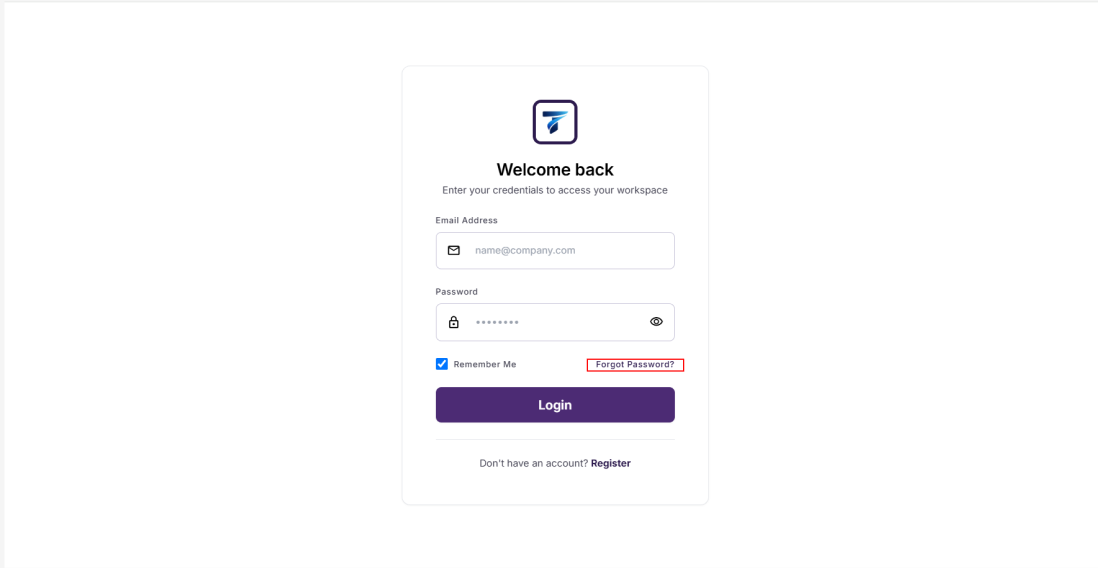 Welcome back
Enter your credentials to access your workspace
Email Address
name@company.com
Password
Remember Me
Forgot Password?
Login
Don't have an account? Register